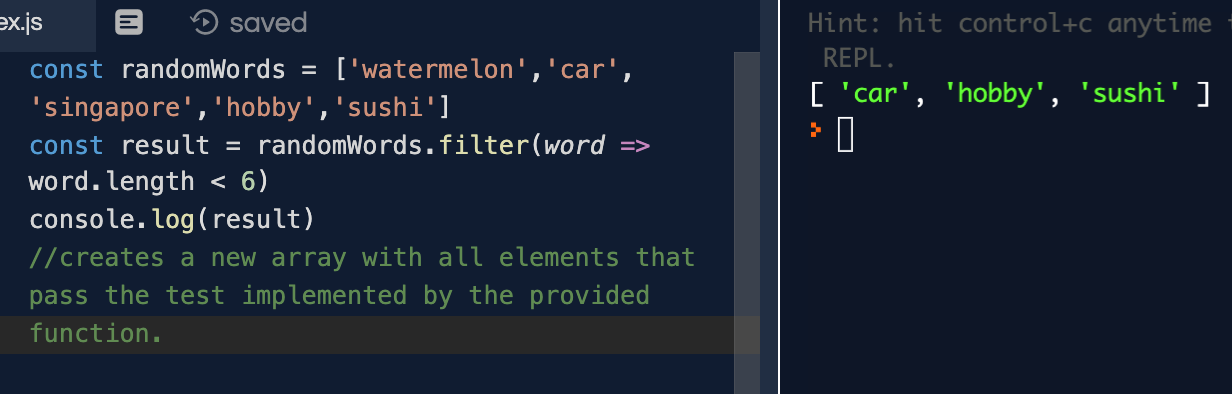 ex.js saved
const randomWords = ['watermelon','car',
'singapore','hobby','sushi']
const result = randomWords.filter(word =>
word.length < 6)
console.log(result)
//creates a new array with all elements that
pass the test implemented by the provided
function.
Hint: hit control+c anytime
REPL.
[ 'car', 'hobby', 'sushi' ]